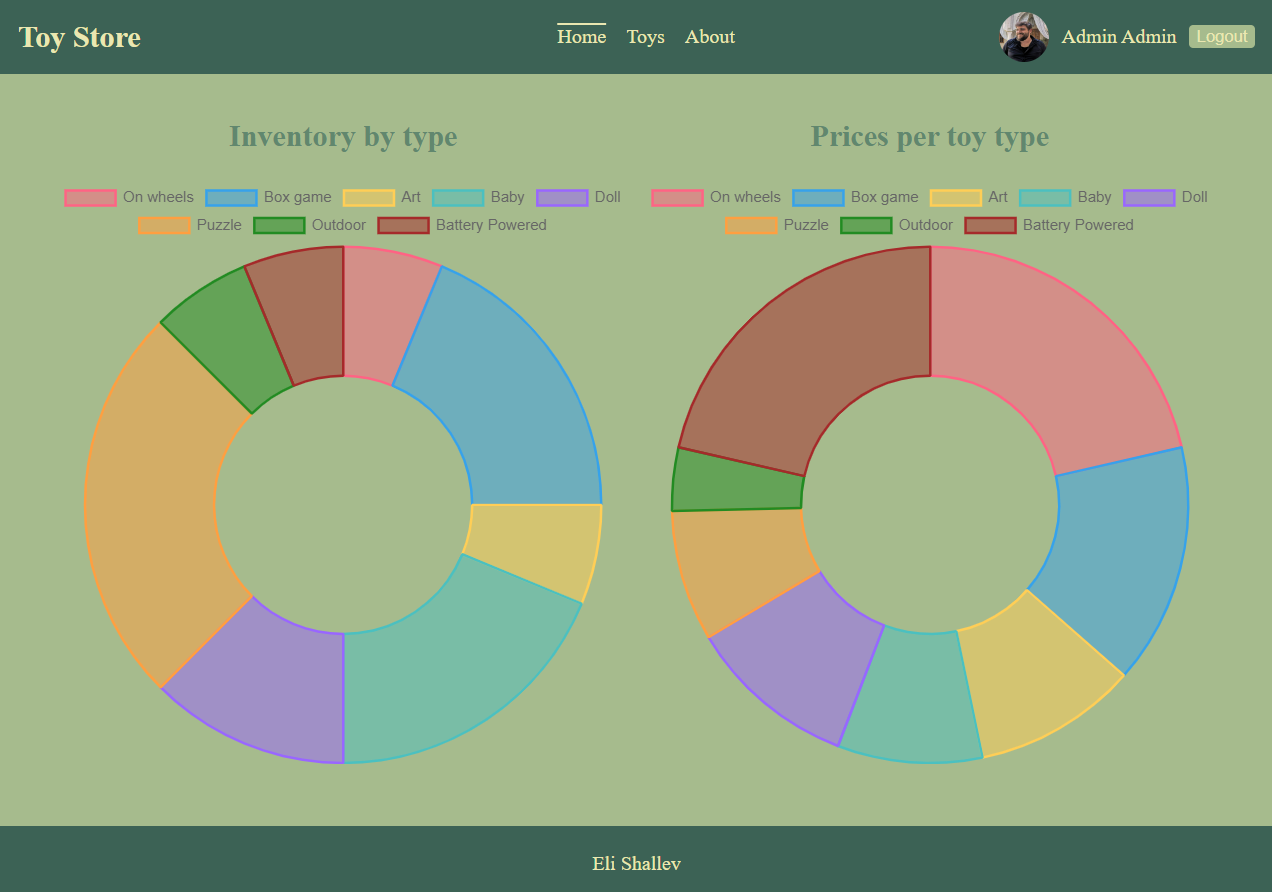 Toy Store
Home Toys About
Admin Admin Logout
Inventory by type
On wheels Box game Art Baby Doll
Puzzle Outdoor Battery Powered
Prices per toy type
On wheels Box game Art Baby Doll
Puzzle Outdoor Battery Powered
Eli Shallev